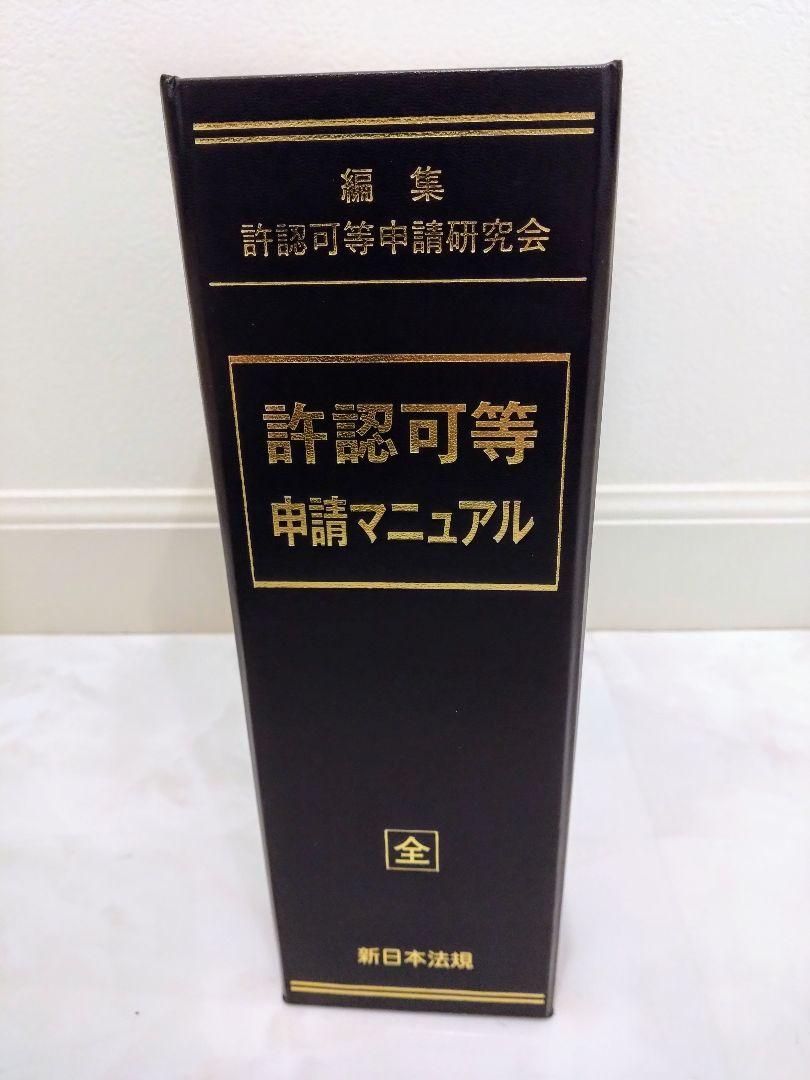 編集
許認可等申請研究会
許認可等
申請マニュアル
全
新日本法規